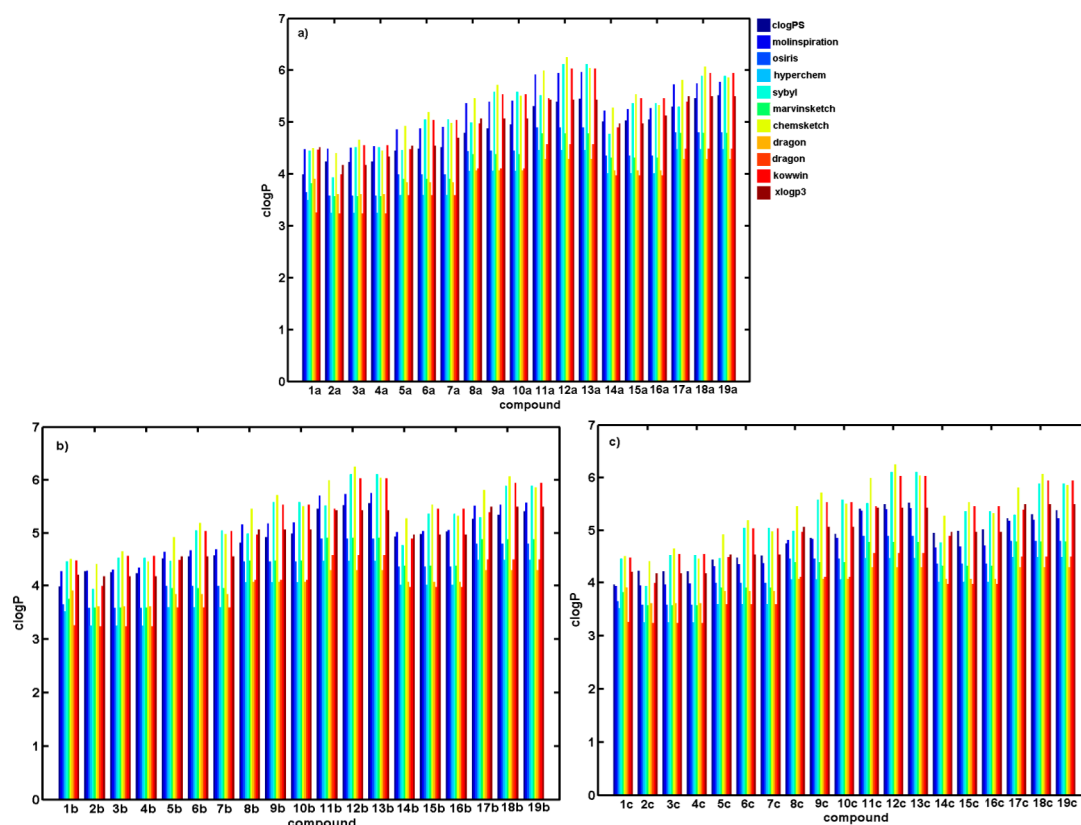 a)
7
6
5
4
3
2
1
0
clogP
1a 2a 3a 4a 5a 6a 7a 8a 9a 10a 11a 12a 13a 14a 15a 16a 17a 18a 19a
compound
clogPS
molinspiration
osiris
hyperchem
sybyl
marvinsketch
chemsketch
dragon
dragon
kowwin
xlogp3
b)
7
6
5
4
3
2
1
0
clogP
1b 2b 3b 4b 5b 6b 7b 8b 9b 10b 11b 12b 13b 14b 15b 16b 17b 18b 19b
compound
c)
7
6
5
4
3
2
1
0
clogP
1c 2c 3c 4c 5c 6c 7c 8c 9c 10c 11c 12c 13c 14c 15c 16c 17c 18c 19c
compound